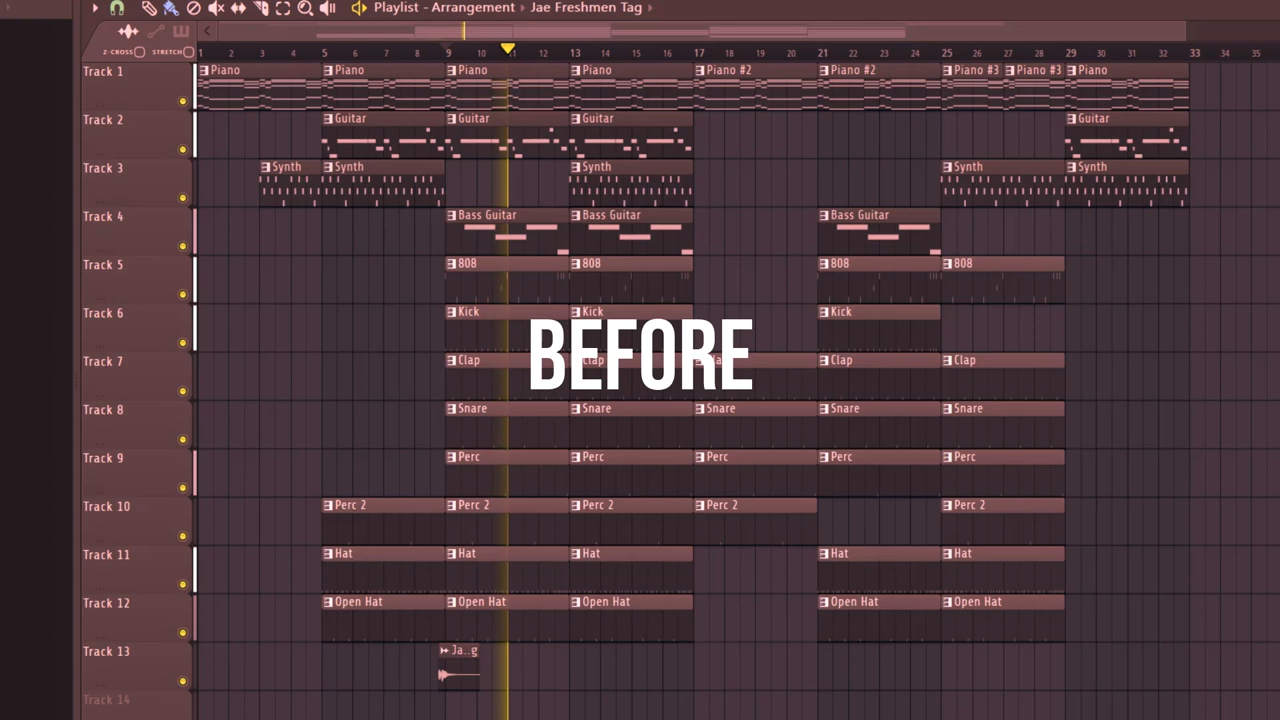 Playlist - Arrangement › Jae Freshmen Tag ›
Z-CROSS STRETCH 1 2 3 4 5 6 7 8 9 10 11 12 13 14 15 16 17 18 19 20 21 22 23 24 25 26 27 28 29 30 31 32 33 34 35
Track 1 Piano Piano Piano Piano Piano #2 Piano #2 Piano #3 Piano #3 Piano
Track 2 Guitar Guitar Guitar Guitar
Track 3 Synth Synth Synth Synth Synth
Track 4 Bass Guitar Bass Guitar Bass Guitar
Track 5 808 808 808 808
Track 6 Kick Kick Kick
BEFORE
Track 7 Clap Clap Clap Clap Clap
Track 8 Snare Snare Snare Snare Snare
Track 9 Perc Perc Perc Perc Perc
Track 10 Perc 2 Perc 2 Perc 2 Perc 2 Perc 2
Track 11 Hat Hat Hat Hat Hat
Track 12 Open Hat Open Hat Open Hat Open Hat Open Hat
Track 13 Ja..g
Track 14